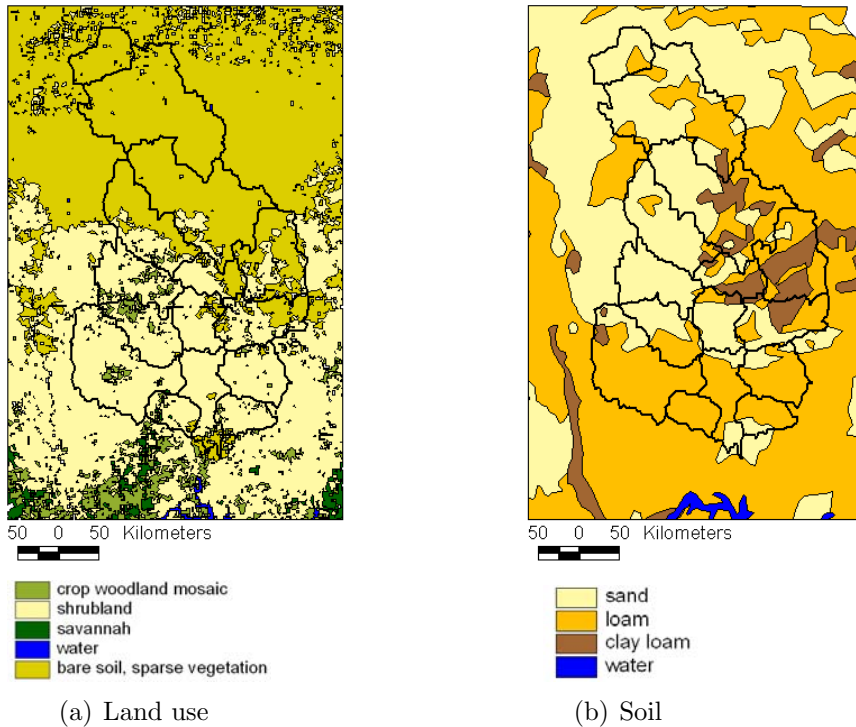 50 0 50 Kilometers
crop woodland mosaic
shrubland
savannah
water
bare soil, sparse vegetation
(a) Land use
50 0 50 Kilometers
sand
loam
clay loam
water
(b) Soil